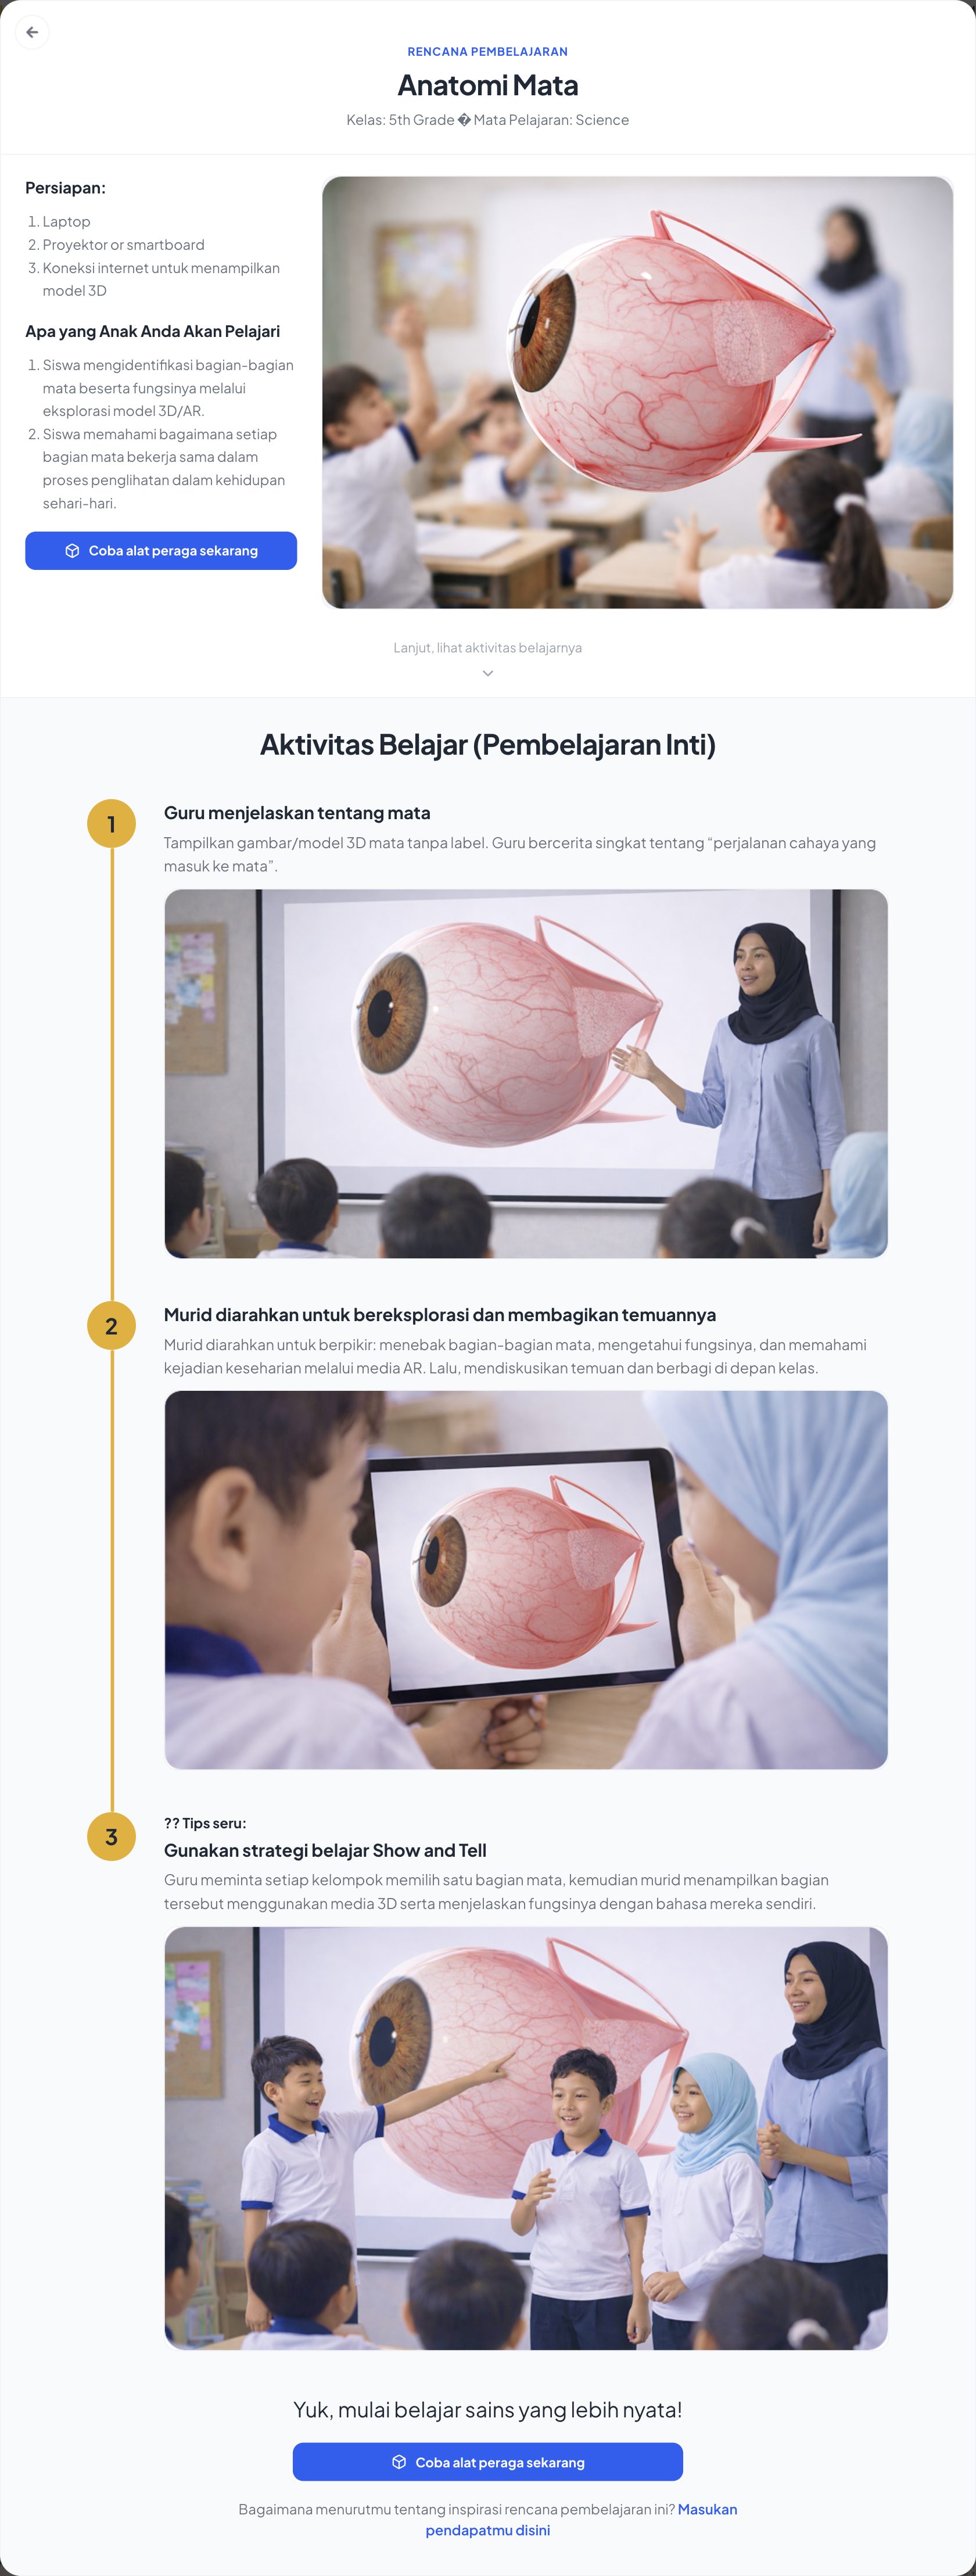 RENCANA PEMBELAJARAN
Anatomi Mata
Kelas: 5th Grade � Mata Pelajaran: Science
Persiapan:
1. Laptop
2. Proyektor or smartboard
3. Koneksi internet untuk menampilkan
model 3D
Apa yang Anak Anda Akan Pelajari
1. Siswa mengidentifikasi bagian-bagian
mata beserta fungsinya melalui
eksplorasi model 3D/AR.
2. Siswa memahami bagaimana setiap
bagian mata bekerja sama dalam
proses penglihatan dalam kehidupan
sehari-hari.
Coba alat peraga sekarang
Lanjut, lihat aktivitas belajarnya
Aktivitas Belajar (Pembelajaran Inti)
1
Guru menjelaskan tentang mata
Tampilkan gambar/model 3D mata tanpa label. Guru bercerita singkat tentang “perjalanan cahaya yang
masuk ke mata”.
2
Murid diarahkan untuk bereksplorasi dan membagikan temuannya
Murid diarahkan untuk berpikir: menebak bagian-bagian mata, mengetahui fungsinya, dan memahami
kejadian keseharian melalui media AR. Lalu, mendiskusikan temuan dan berbagi di depan kelas.
3
?? Tips seru:
Gunakan strategi belajar Show and Tell
Guru meminta setiap kelompok memilih satu bagian mata, kemudian murid menampilkan bagian
tersebut menggunakan media 3D serta menjelaskan fungsinya dengan bahasa mereka sendiri.
Yuk, mulai belajar sains yang lebih nyata!
Coba alat peraga sekarang
Bagaimana menurutmu tentang inspirasi rencana pembelajaran ini? Masukan
pendapatmu disini